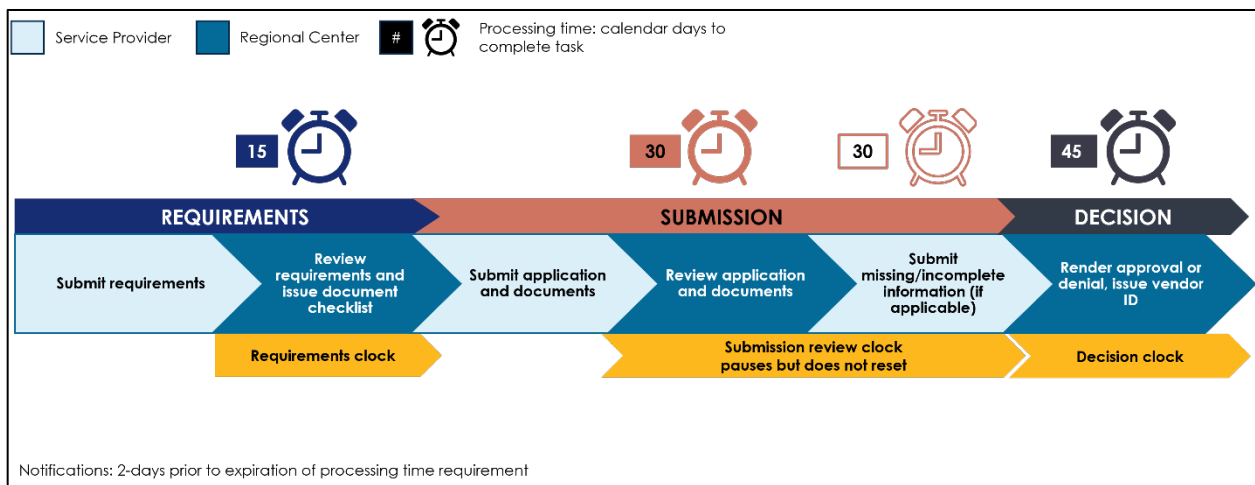 Service Provider
Regional Center
#
Processing time: calendar days to
complete task
15
30
30
45
REQUIREMENTS
SUBMISSION
DECISION
Submit requirements
Review
requirements and
issue document
checklist
Submit application
and documents
Review application
and documents
Submit
missing/incomplete
information (if
applicable)
Render approval or
denial, issue vendor
ID
Requirements clock
Submission review clock
pauses but does not reset
Decision clock
Notifications: 2-days prior to expiration of processing time requirement